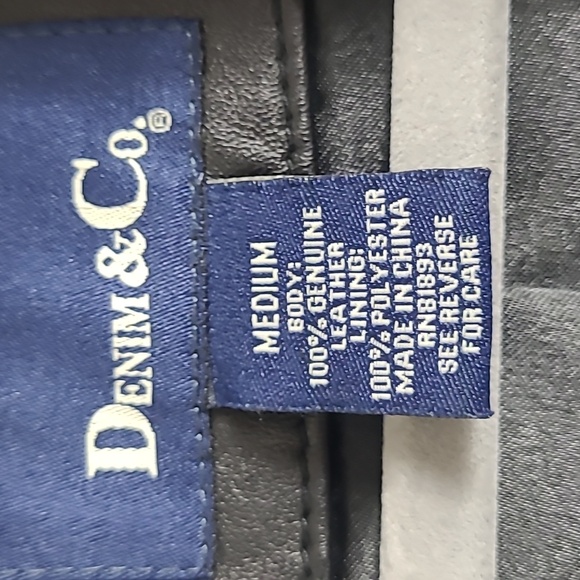 DENIM & CO.®
MEDIUM
BODY:
100% GENUINE
LEATHER
LINING:
100% POLYESTER
MADE IN CHINA
RN81893
SEE REVERSE
FOR CARE